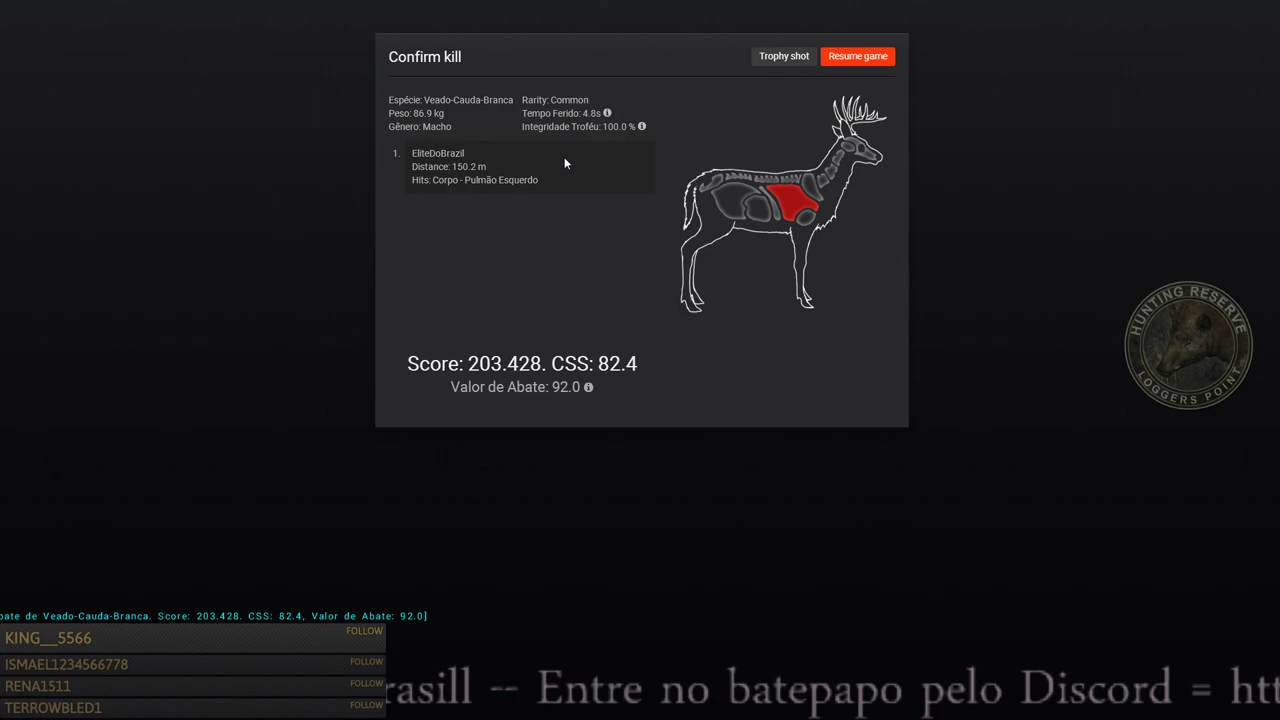 Confirm kill
Trophy shot
Resume game
Espécie: Veado-Cauda-Branca
Rarity: Common
Peso: 86.9 kg
Tempo Ferido: 4.8s
Gênero: Macho
Integridade Troféu: 100.0 %
1. EliteDoBrazil
Distance: 150.2 m
Hits: Corpo - Pulmão Esquerdo
Score: 203.428. CSS: 82.4
Valor de Abate: 92.0
HUNTING RESERVE
LOGGERS POINT
bate de Veado-Cauda-Branca. Score: 203.428. CSS: 82.4, Valor de Abate: 92.0]
KING__5566 FOLLOW
ISMAEL1234566778 FOLLOW
RENA1511 FOLLOW
TERROWBLED1 FOLLOW
rasill -- Entre no batepapo pelo Discord = htt